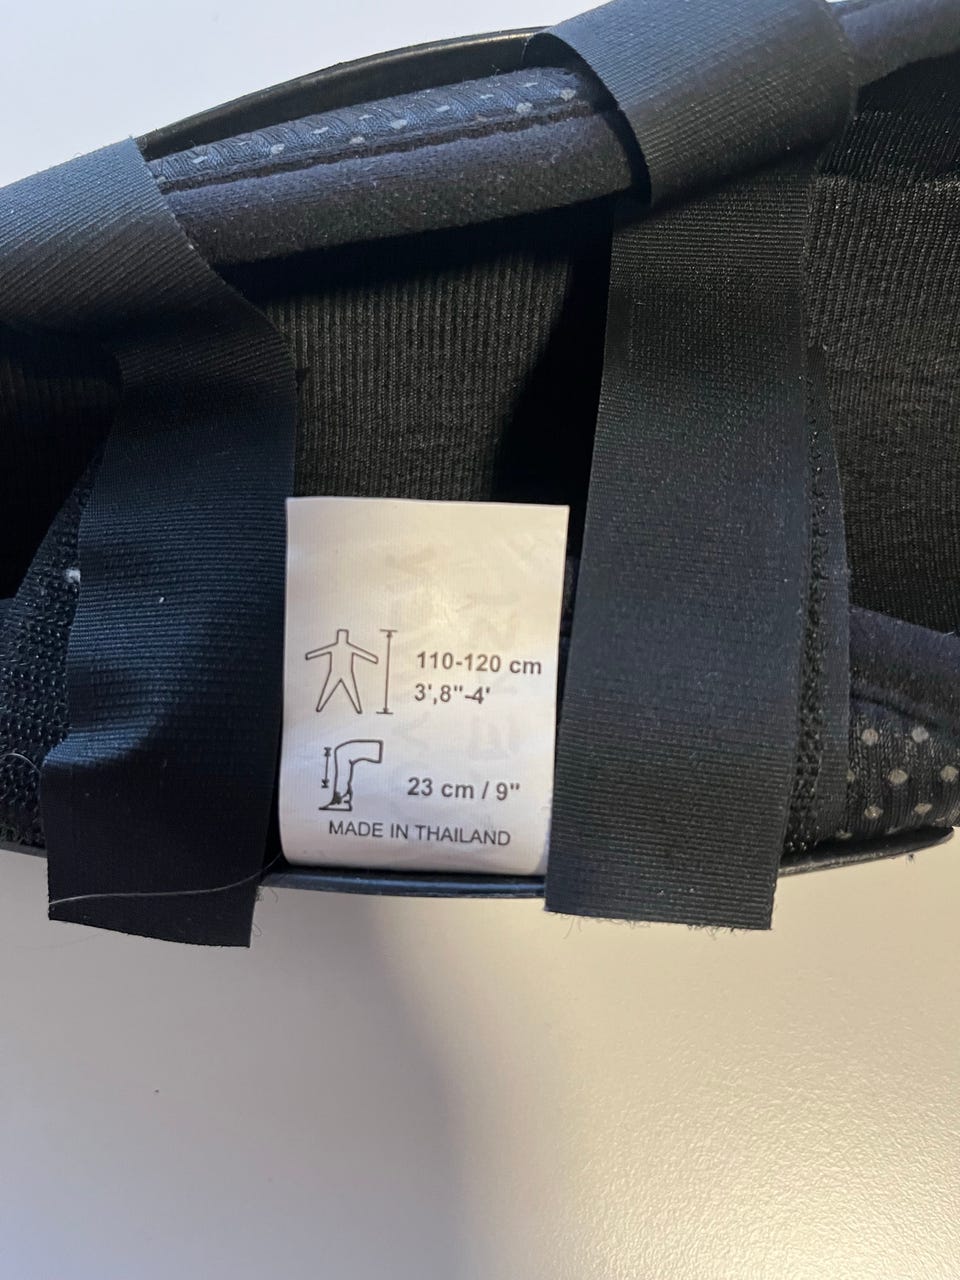 110-120 cm
3',8"-4'
23 cm / 9"
MADE IN THAILAND